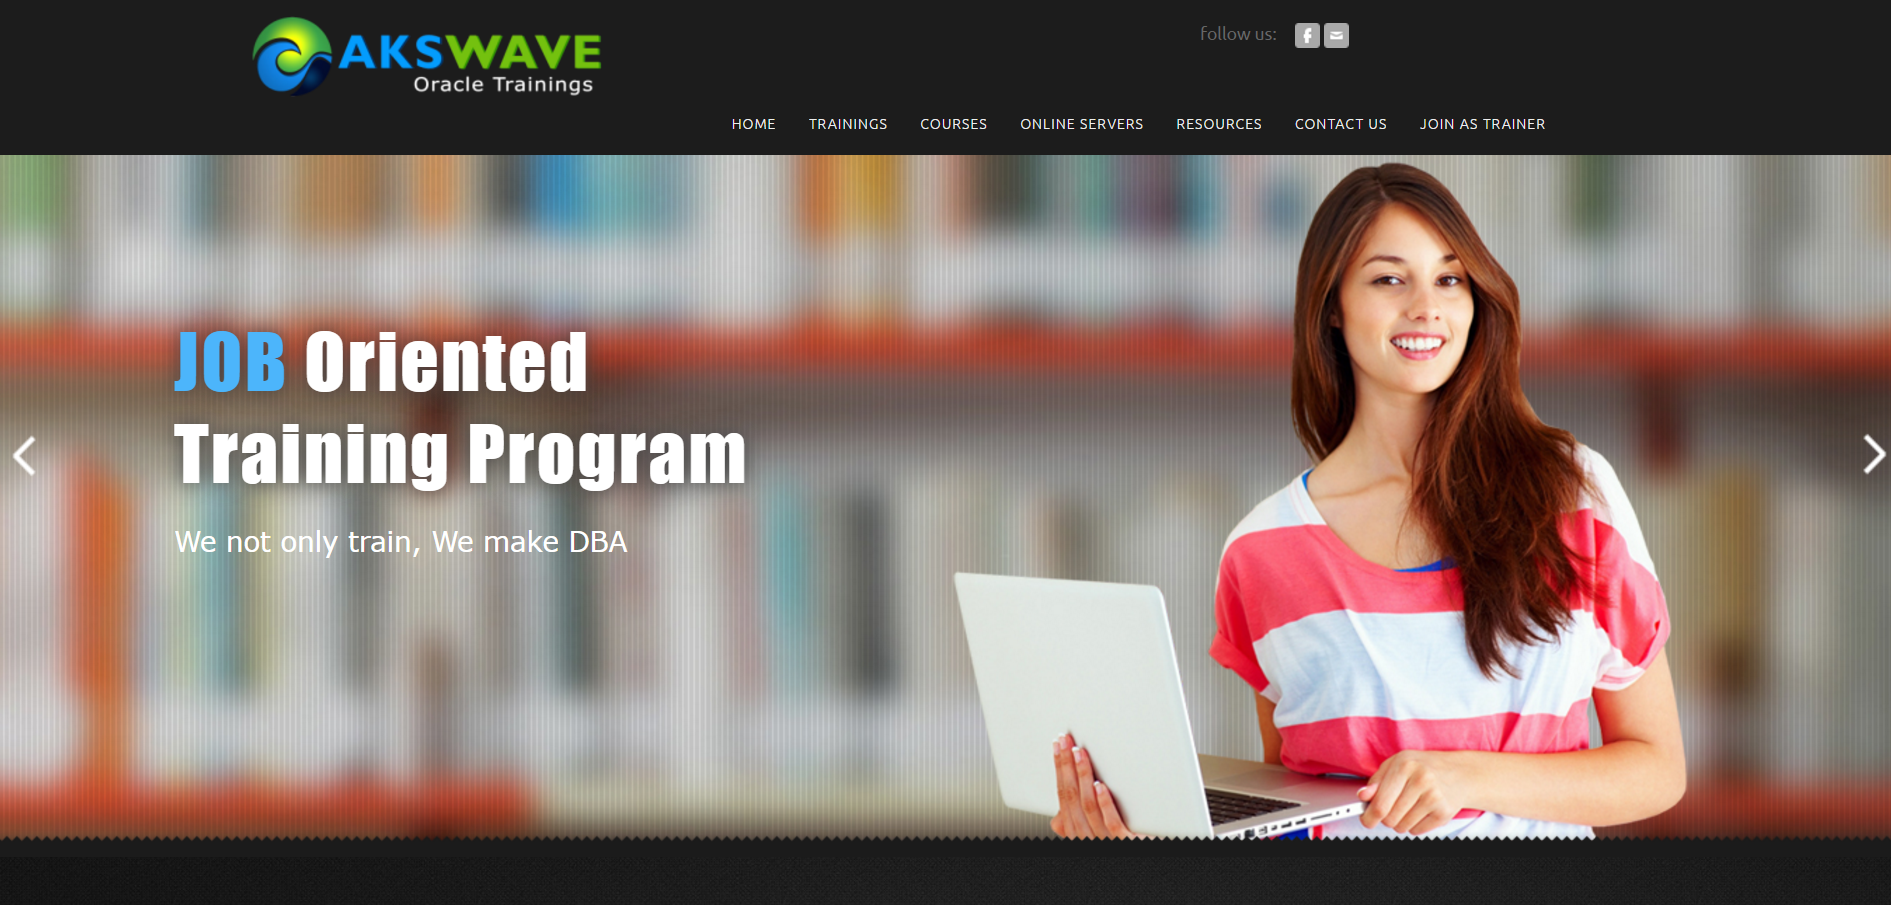 AKSWAVE
Oracle Trainings
follow us:
HOME TRAININGS COURSES ONLINE SERVERS RESOURCES CONTACT US JOIN AS TRAINER
JOB Oriented
Training Program
We not only train, We make DBA